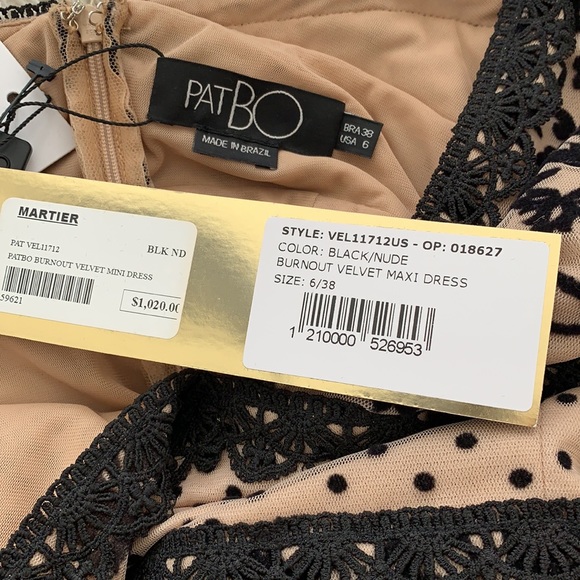 PATBO
MADE IN BRAZIL
BRA 38
USA 6
MARTIER
PAT VEL11712
BLK ND
PATBO BURNOUT VELVET MINI DRESS
59621
$1,020.00
STYLE: VEL11712US - OP: 018627
COLOR: BLACK/NUDE
BURNOUT VELVET MAXI DRESS
SIZE: 6/38
1 210000 526953